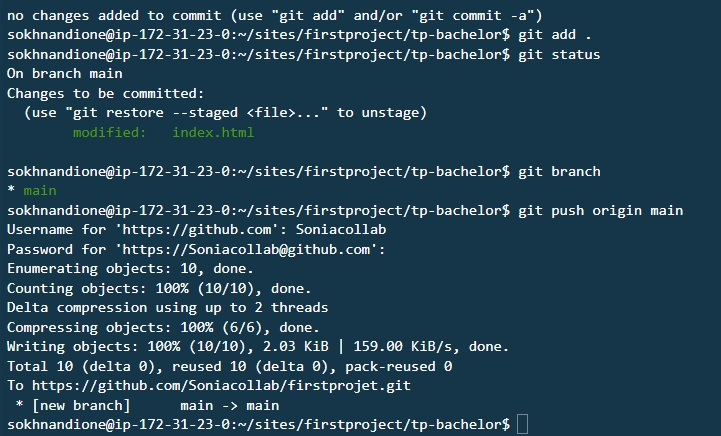 no changes added to commit (use "git add" and/or "git commit -a")
sokhnandione@ip-172-31-23-0:~/sites/firstproject/tp-bachelor$ git add .
sokhnandione@ip-172-31-23-0:~/sites/firstproject/tp-bachelor$ git status
On branch main
Changes to be committed:
  (use "git restore --staged <file>..." to unstage)
        modified:   index.html

sokhnandione@ip-172-31-23-0:~/sites/firstproject/tp-bachelor$ git branch
* main
sokhnandione@ip-172-31-23-0:~/sites/firstproject/tp-bachelor$ git push origin main
Username for 'https://github.com': Soniacollab
Password for 'https://Soniacollab@github.com':
Enumerating objects: 10, done.
Counting objects: 100% (10/10), done.
Delta compression using up to 2 threads
Compressing objects: 100% (6/6), done.
Writing objects: 100% (10/10), 2.03 KiB | 159.00 KiB/s, done.
Total 10 (delta 0), reused 10 (delta 0), pack-reused 0
To https://github.com/Soniacollab/firstprojet.git
 * [new branch]      main -> main
sokhnandione@ip-172-31-23-0:~/sites/firstproject/tp-bachelor$